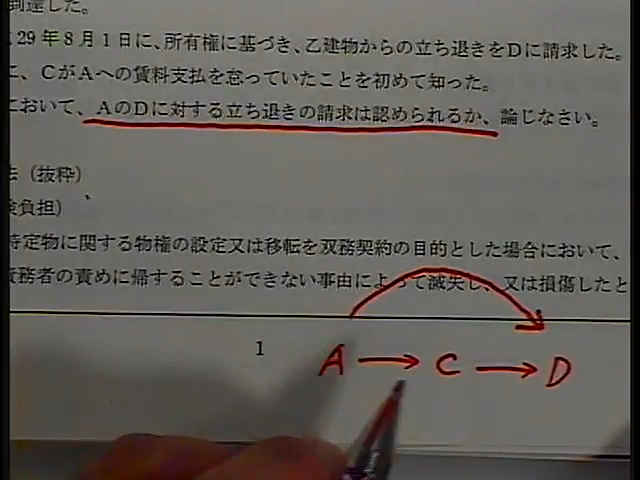 到達した。
29年8月1日に、所有権に基づき、乙建物からの立ち退きをDに請求した。
に、CがAへの賃料支払を怠っていたことを初めて知った。
において、AのDに対する立ち退きの請求は認められるか、論じなさい。
法（抜粋）
険負担）
特定物に関する物権の設定又は移転を双務契約の目的とした場合において、
債務者の責めに帰することができない事由によって滅失し、又は損傷したと
1
A → C → D